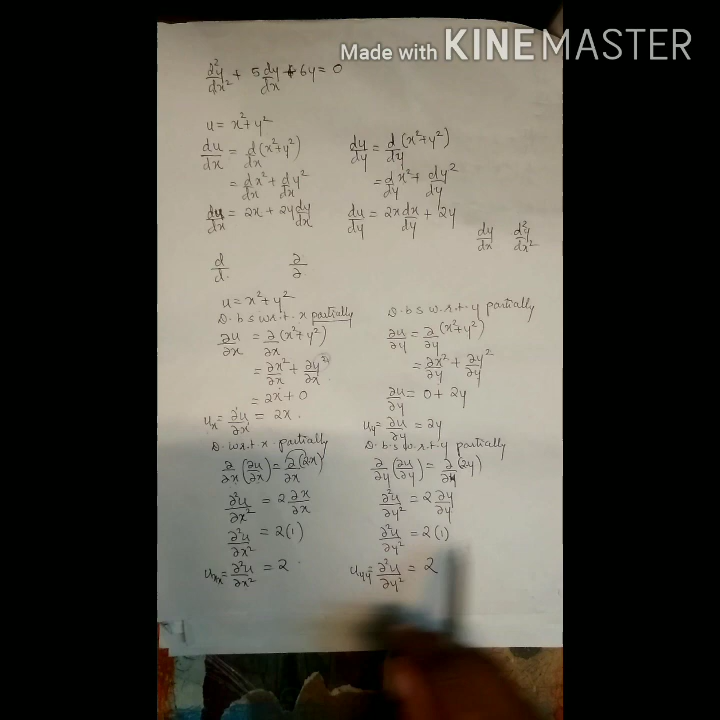 Made with KINEMASTER
d²y/dx² + 5dy/dx + 6y = 0
u = x² + y²
du/dx = d/dx (x² + y²)
= d/dx x² + d/dx y²
du/dx = 2x + 2y dy/dx
du/dy = d/dy (x² + y²)
= d/dy x² + dy²/dy
du/dy = 2x dx/dy + 2y
dy/dx d²y/dx²
d/d. ∂/∂
u = x² + y²
D. b s w.r.t. x partially
∂u/∂x = ∂/∂x (x² + y²)
= ∂x²/∂x + ∂y²/∂x
= 2x + 0
uₓ = ∂u/∂x = 2x.
D. w.r.t x. partially
∂/∂x (∂u/∂x) = ∂/∂x (2x)
∂²u/∂x² = 2 ∂x/∂x
∂²u/∂x² = 2(1)
uₓₓ = ∂²u/∂x² = 2.
D. b s w.r.t. y partially
∂u/∂y = ∂/∂y (x² + y²)
= ∂x²/∂y + ∂y²/∂y
∂u/∂y = 0 + 2y
u_y = ∂u/∂y = 2y
D. b s w.r.t y partially
∂/∂y (∂u/∂y) = ∂/∂y (2y)
∂²u/∂y² = 2 ∂y/∂y
∂²u/∂y² = 2(1)
u_yy = ∂²u/∂y² = 2